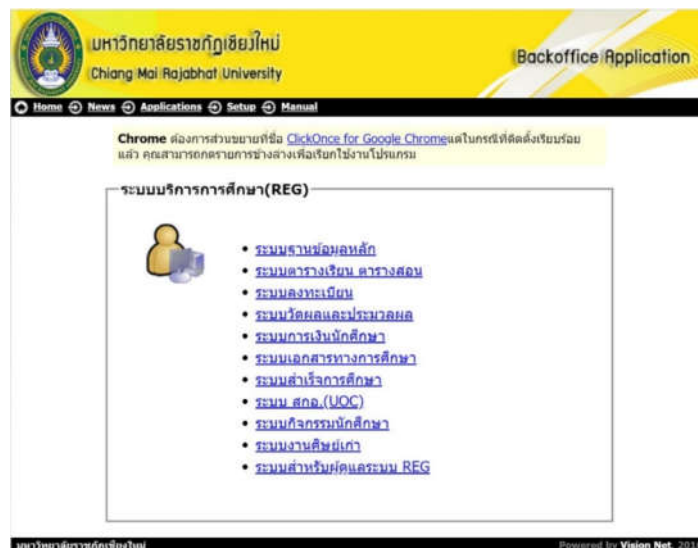 มหาวิทยาลัยราชภัฏเชียงใหม่
Chiang Mai Rajabhat University
Backoffice Application
Home News Applications Setup Manual
Chrome ต้องการส่วนขยายที่ชื่อ ClickOnce for Google Chromeแต่ในกรณีที่ติดตั้งเรียบร้อย
แล้ว คุณสามารถกดรายการข้างล่างเพื่อเรียกใช้งานโปรแกรม
ระบบบริการการศึกษา(REG)
ระบบฐานข้อมูลหลัก
ระบบตารางเรียน ตารางสอน
ระบบลงทะเบียน
ระบบวัดผลและประมวลผล
ระบบการเงินนักศึกษา
ระบบเอกสารทางการศึกษา
ระบบสำเร็จการศึกษา
ระบบ สกอ.(UOC)
ระบบกิจกรรมนักศึกษา
ระบบงานศิษย์เก่า
ระบบสำหรับผู้ดูแลระบบ REG
มหาวิทยาลัยราชภัฏเชียงใหม่
Powered by Vision Net, 201